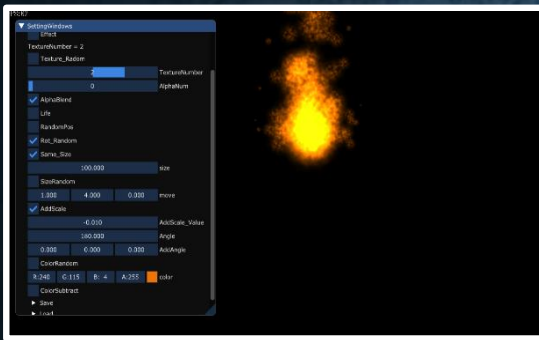 SettingWindows
Effect
TextureNumber = 2
Texture_Radom
2 TextureNumber
0 AlphaNum
AlphaBlend
Life
RandomPos
Rot_Random
Same_Size
100.000 size
SizeRandom
1.000 4.000 0.000 move
AddScale
-0.010 AddScale_Value
180.000 Angle
0.000 0.000 0.000 AddAngle
ColorRandom
R:240 G:115 B: 4 A:255 color
ColorSubtract
Save
Load